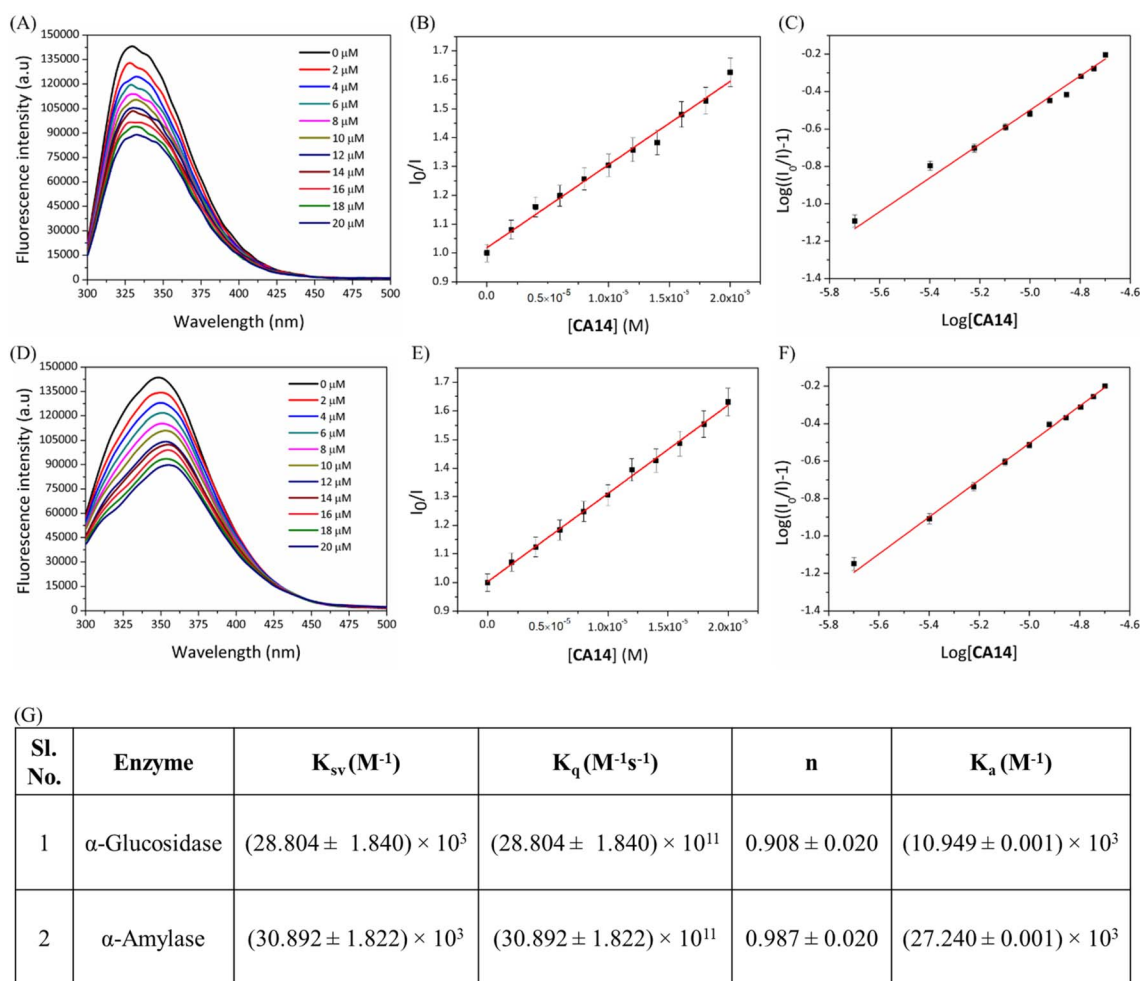 (A)
Fluorescence intensity (a.u)
150000
135000
120000
105000
90000
75000
60000
45000
30000
15000
0
300 325 350 375 400 425 450 475 500
Wavelength (nm)
0 μM
2 μM
4 μM
6 μM
8 μM
10 μM
12 μM
14 μM
16 μM
18 μM
20 μM
(B)
I₀/I
1.7
1.6
1.5
1.4
1.3
1.2
1.1
1.0
0.9
0.0 0.5×10⁻⁵ 1.0×10⁻⁵ 1.5×10⁻⁵ 2.0×10⁻⁵
[CA14] (M)
(C)
Log((I₀/I)-1)
-0.2
-0.4
-0.6
-0.8
-1.0
-1.2
-1.4
-5.8 -5.6 -5.4 -5.2 -5.0 -4.8 -4.6
Log[CA14]
(D)
Fluorescence intensity (a.u)
150000
135000
120000
105000
90000
75000
60000
45000
30000
15000
0
300 325 350 375 400 425 450 475 500
Wavelength (nm)
0 μM
2 μM
4 μM
6 μM
8 μM
10 μM
12 μM
14 μM
16 μM
18 μM
20 μM
E)
I₀/I
1.7
1.6
1.5
1.4
1.3
1.2
1.1
1.0
0.9
0.0 0.5×10⁻⁵ 1.0×10⁻⁵ 1.5×10⁻⁵ 2.0×10⁻⁵
[CA14] (M)
F)
Log((I₀/I)-1)
-0.2
-0.4
-0.6
-0.8
-1.0
-1.2
-1.4
-5.8 -5.6 -5.4 -5.2 -5.0 -4.8 -4.6
Log[CA14]
(G)
Sl. No. Enzyme Kₛᵥ (M⁻¹) K_q (M⁻¹s⁻¹) n Kₐ (M⁻¹)
1 α-Glucosidase (28.804 ± 1.840) × 10³ (28.804 ± 1.840) × 10¹¹ 0.908 ± 0.020 (10.949 ± 0.001) × 10³
2 α-Amylase (30.892 ± 1.822) × 10³ (30.892 ± 1.822) × 10¹¹ 0.987 ± 0.020 (27.240 ± 0.001) × 10³